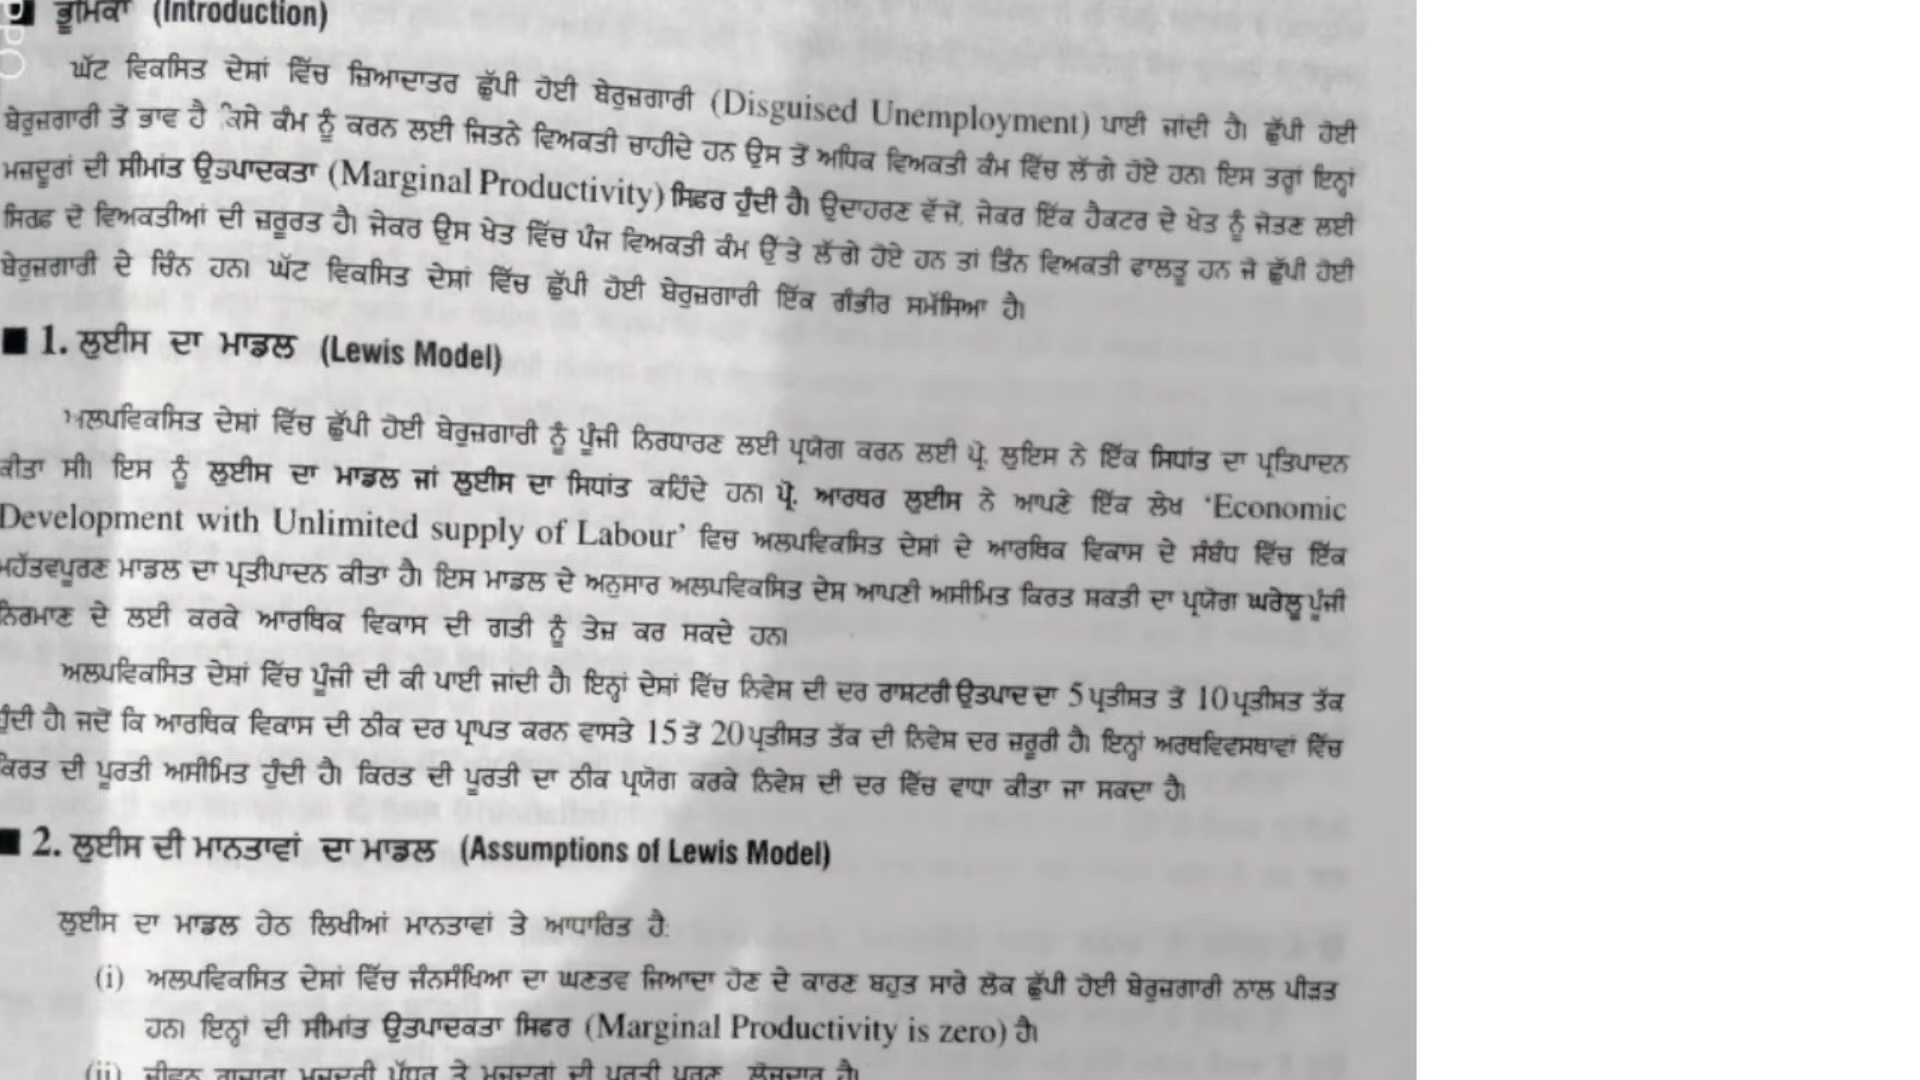 ਭੂਮਿਕਾ (Introduction)
ਘੱਟ ਵਿਕਸਿਤ ਦੇਸ਼ਾਂ ਵਿੱਚ ਜ਼ਿਆਦਾਤਰ ਛੁੱਪੀ ਹੋਈ ਬੇਰੁਜ਼ਗਾਰੀ (Disguised Unemployment) ਪਾਈ ਜਾਂਦੀ ਹੈ। ਛੁੱਪੀ ਹੋਈ
ਬੇਰੁਜ਼ਗਾਰੀ ਤੋਂ ਭਾਵ ਹੈ ਕਿਸੇ ਕੰਮ ਨੂੰ ਕਰਨ ਲਈ ਜਿਤਨੇ ਵਿਅਕਤੀ ਚਾਹੀਦੇ ਹਨ ਉਸ ਤੋਂ ਅਧਿਕ ਵਿਅਕਤੀ ਕੰਮ ਵਿੱਚ ਲੱਗੇ ਹੋਏ ਹਨ। ਇਸ ਤਰ੍ਹਾਂ ਇਨ੍ਹਾਂ
ਮਜ਼ਦੂਰਾਂ ਦੀ ਸੀਮਾਂਤ ਉਤਪਾਦਕਤਾ (Marginal Productivity) ਸਿਫਰ ਹੁੰਦੀ ਹੈ। ਉਦਾਹਰਣ ਵੱਜੋਂ, ਜੇਕਰ ਇੱਕ ਹੈਕਟਰ ਦੇ ਖੇਤ ਨੂੰ ਜੋਤਣ ਲਈ
ਸਿਰਫ਼ ਦੋ ਵਿਅਕਤੀਆਂ ਦੀ ਜ਼ਰੂਰਤ ਹੈ। ਜੇਕਰ ਉਸ ਖੇਤ ਵਿੱਚ ਪੰਜ ਵਿਅਕਤੀ ਕੰਮ ਉੱਤੇ ਲੱਗੇ ਹੋਏ ਹਨ ਤਾਂ ਤਿੰਨ ਵਿਅਕਤੀ ਫਾਲਤੂ ਹਨ ਜੋ ਛੁੱਪੀ ਹੋਈ
ਬੇਰੁਜ਼ਗਾਰੀ ਦੇ ਚਿੰਨ ਹਨ। ਘੱਟ ਵਿਕਸਿਤ ਦੇਸ਼ਾਂ ਵਿੱਚ ਛੁੱਪੀ ਹੋਈ ਬੇਰੁਜ਼ਗਾਰੀ ਇੱਕ ਗੰਭੀਰ ਸਮੱਸਿਆ ਹੈ।
1. ਲੁਈਸ ਦਾ ਮਾਡਲ (Lewis Model)
ਅਲਪਵਿਕਸਿਤ ਦੇਸ਼ਾਂ ਵਿੱਚ ਛੁੱਪੀ ਹੋਈ ਬੇਰੁਜ਼ਗਾਰੀ ਨੂੰ ਪੂੰਜੀ ਨਿਰਧਾਰਣ ਲਈ ਪ੍ਰਯੋਗ ਕਰਨ ਲਈ ਪ੍ਰੋ. ਲੁਇਸ ਨੇ ਇੱਕ ਸਿਧਾਂਤ ਦਾ ਪ੍ਰਤਿਪਾਦਨ
ਕੀਤਾ ਸੀ। ਇਸ ਨੂੰ ਲੁਈਸ ਦਾ ਮਾਡਲ ਜਾਂ ਲੁਈਸ ਦਾ ਸਿਧਾਂਤ ਕਹਿੰਦੇ ਹਨ। ਪ੍ਰੋ. ਆਰਥਰ ਲੁਈਸ ਨੇ ਆਪਣੇ ਇੱਕ ਲੇਖ ‘Economic
Development with Unlimited supply of Labour’ ਵਿਚ ਅਲਪਵਿਕਸਿਤ ਦੇਸ਼ਾਂ ਦੇ ਆਰਥਿਕ ਵਿਕਾਸ ਦੇ ਸੰਬੰਧ ਵਿੱਚ ਇੱਕ
ਮਹੱਤਵਪੂਰਣ ਮਾਡਲ ਦਾ ਪ੍ਰਤੀਪਾਦਨ ਕੀਤਾ ਹੈ। ਇਸ ਮਾਡਲ ਦੇ ਅਨੁਸਾਰ ਅਲਪਵਿਕਸਿਤ ਦੇਸ਼ ਆਪਣੀ ਅਸੀਮਿਤ ਕਿਰਤ ਸ਼ਕਤੀ ਦਾ ਪ੍ਰਯੋਗ ਘਰੇਲੂ ਪੂੰਜੀ
ਨਿਰਮਾਣ ਦੇ ਲਈ ਕਰਕੇ ਆਰਥਿਕ ਵਿਕਾਸ ਦੀ ਗਤੀ ਨੂੰ ਤੇਜ਼ ਕਰ ਸਕਦੇ ਹਨ।
ਅਲਪਵਿਕਸਿਤ ਦੇਸ਼ਾਂ ਵਿੱਚ ਪੂੰਜੀ ਦੀ ਕੀ ਪਾਈ ਜਾਂਦੀ ਹੈ। ਇਨ੍ਹਾਂ ਦੇਸ਼ਾਂ ਵਿੱਚ ਨਿਵੇਸ਼ ਦੀ ਦਰ ਰਾਸ਼ਟਰੀ ਉਤਪਾਦ ਦਾ 5 ਪ੍ਰਤੀਸ਼ਤ ਤੋਂ 10 ਪ੍ਰਤੀਸ਼ਤ ਤੱਕ
ਹੁੰਦੀ ਹੈ। ਜਦੋਂ ਕਿ ਆਰਥਿਕ ਵਿਕਾਸ ਦੀ ਠੀਕ ਦਰ ਪ੍ਰਾਪਤ ਕਰਨ ਵਾਸਤੇ 15 ਤੋਂ 20 ਪ੍ਰਤੀਸ਼ਤ ਤੱਕ ਦੀ ਨਿਵੇਸ਼ ਦਰ ਜ਼ਰੂਰੀ ਹੈ। ਇਨ੍ਹਾਂ ਅਰਥਵਿਵਸਥਾਵਾਂ ਵਿੱਚ
ਕਿਰਤ ਦੀ ਪੂਰਤੀ ਅਸੀਮਿਤ ਹੁੰਦੀ ਹੈ। ਕਿਰਤ ਦੀ ਪੂਰਤੀ ਦਾ ਠੀਕ ਪ੍ਰਯੋਗ ਕਰਕੇ ਨਿਵੇਸ਼ ਦੀ ਦਰ ਵਿੱਚ ਵਾਧਾ ਕੀਤਾ ਜਾ ਸਕਦਾ ਹੈ।
2. ਲੁਈਸ ਦੀ ਮਾਨਤਾਵਾਂ ਦਾ ਮਾਡਲ (Assumptions of Lewis Model)
ਲੁਈਸ ਦਾ ਮਾਡਲ ਹੇਠ ਲਿਖੀਆਂ ਮਾਨਤਾਵਾਂ ਤੇ ਆਧਾਰਿਤ ਹੈ:
(i) ਅਲਪਵਿਕਸਿਤ ਦੇਸ਼ਾਂ ਵਿੱਚ ਜੰਨਸੰਖਿਆ ਦਾ ਘਣਤਵ ਜਿਆਦਾ ਹੋਣ ਦੇ ਕਾਰਣ ਬਹੁਤ ਸਾਰੇ ਲੋਕ ਛੁੱਪੀ ਹੋਈ ਬੇਰੁਜ਼ਗਾਰੀ ਨਾਲ ਪੀੜਤ
ਹਨ। ਇਨ੍ਹਾਂ ਦੀ ਸੀਮਾਂਤ ਉਤਪਾਦਕਤਾ ਸਿਫਰ (Marginal Productivity is zero) ਹੈ।
(ii) ਜੀਵਨ ਗੁਜ਼ਾਰਾ ਮਜ਼ਦੂਰੀ ਪੱਧਰ ਤੇ ਮਜ਼ਦੂਰਾਂ ਦੀ ਪੂਰਤੀ ਪੂਰਣ ਲੋਚਦਾਰ ਹੈ।